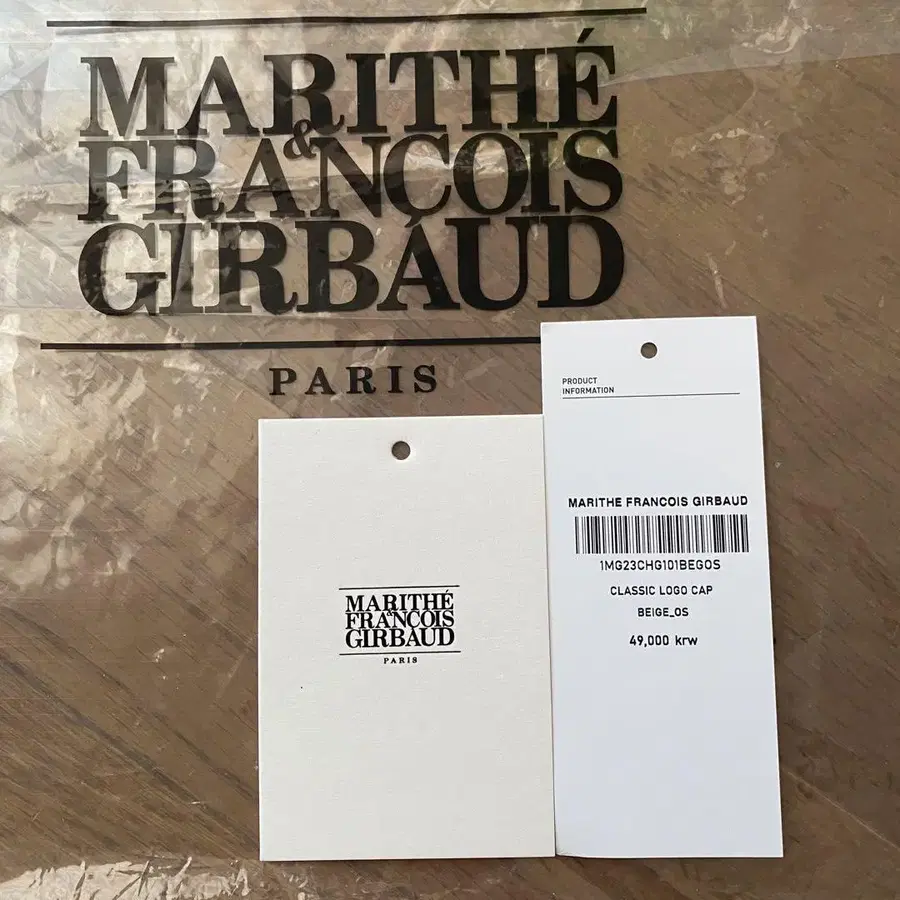 MARITHÉ
&
FRANÇOIS
GIRBAUD
PARIS
MARITHÉ
&
FRANÇOIS
GIRBAUD
PARIS
PRODUCT
INFORMATION
MARITHE FRANCOIS GIRBAUD
1MG23CHG101BEGOS
CLASSIC LOGO CAP
BEIGE_OS
49,000 krw